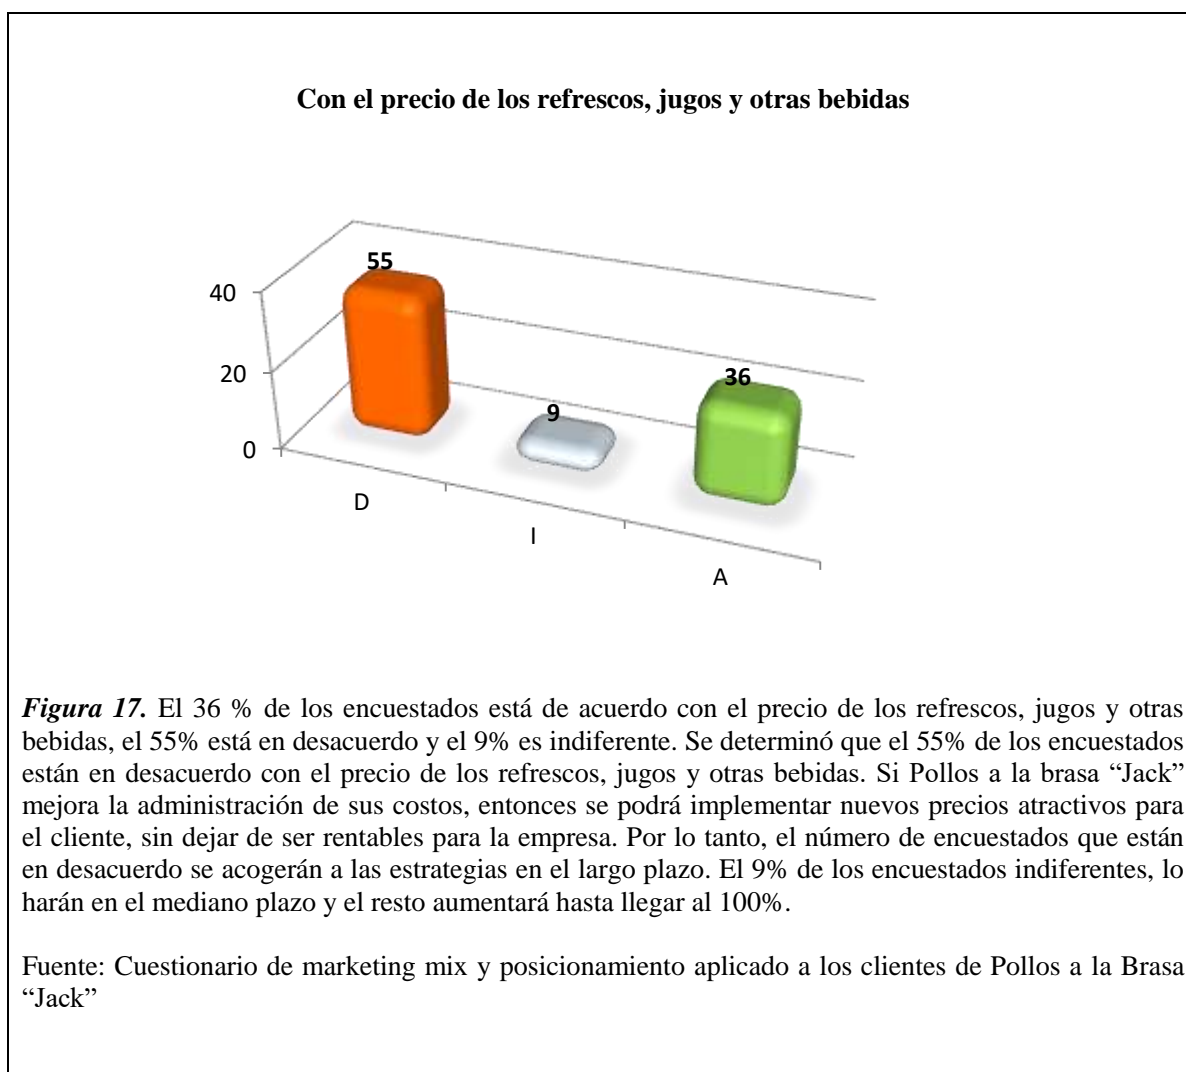 Con el precio de los refrescos, jugos y otras bebidas
55
40
36
20
9
0
D
I
A
Figura 17. El 36 % de los encuestados está de acuerdo con el precio de los refrescos, jugos y otras
bebidas, el 55% está en desacuerdo y el 9% es indiferente. Se determinó que el 55% de los encuestados
están en desacuerdo con el precio de los refrescos, jugos y otras bebidas. Si Pollos a la brasa “Jack”
mejora la administración de sus costos, entonces se podrá implementar nuevos precios atractivos para
el cliente, sin dejar de ser rentables para la empresa. Por lo tanto, el número de encuestados que están
en desacuerdo se acogerán a las estrategias en el largo plazo. El 9% de los encuestados indiferentes, lo
harán en el mediano plazo y el resto aumentará hasta llegar al 100%.
Fuente: Cuestionario de marketing mix y posicionamiento aplicado a los clientes de Pollos a la Brasa
“Jack”